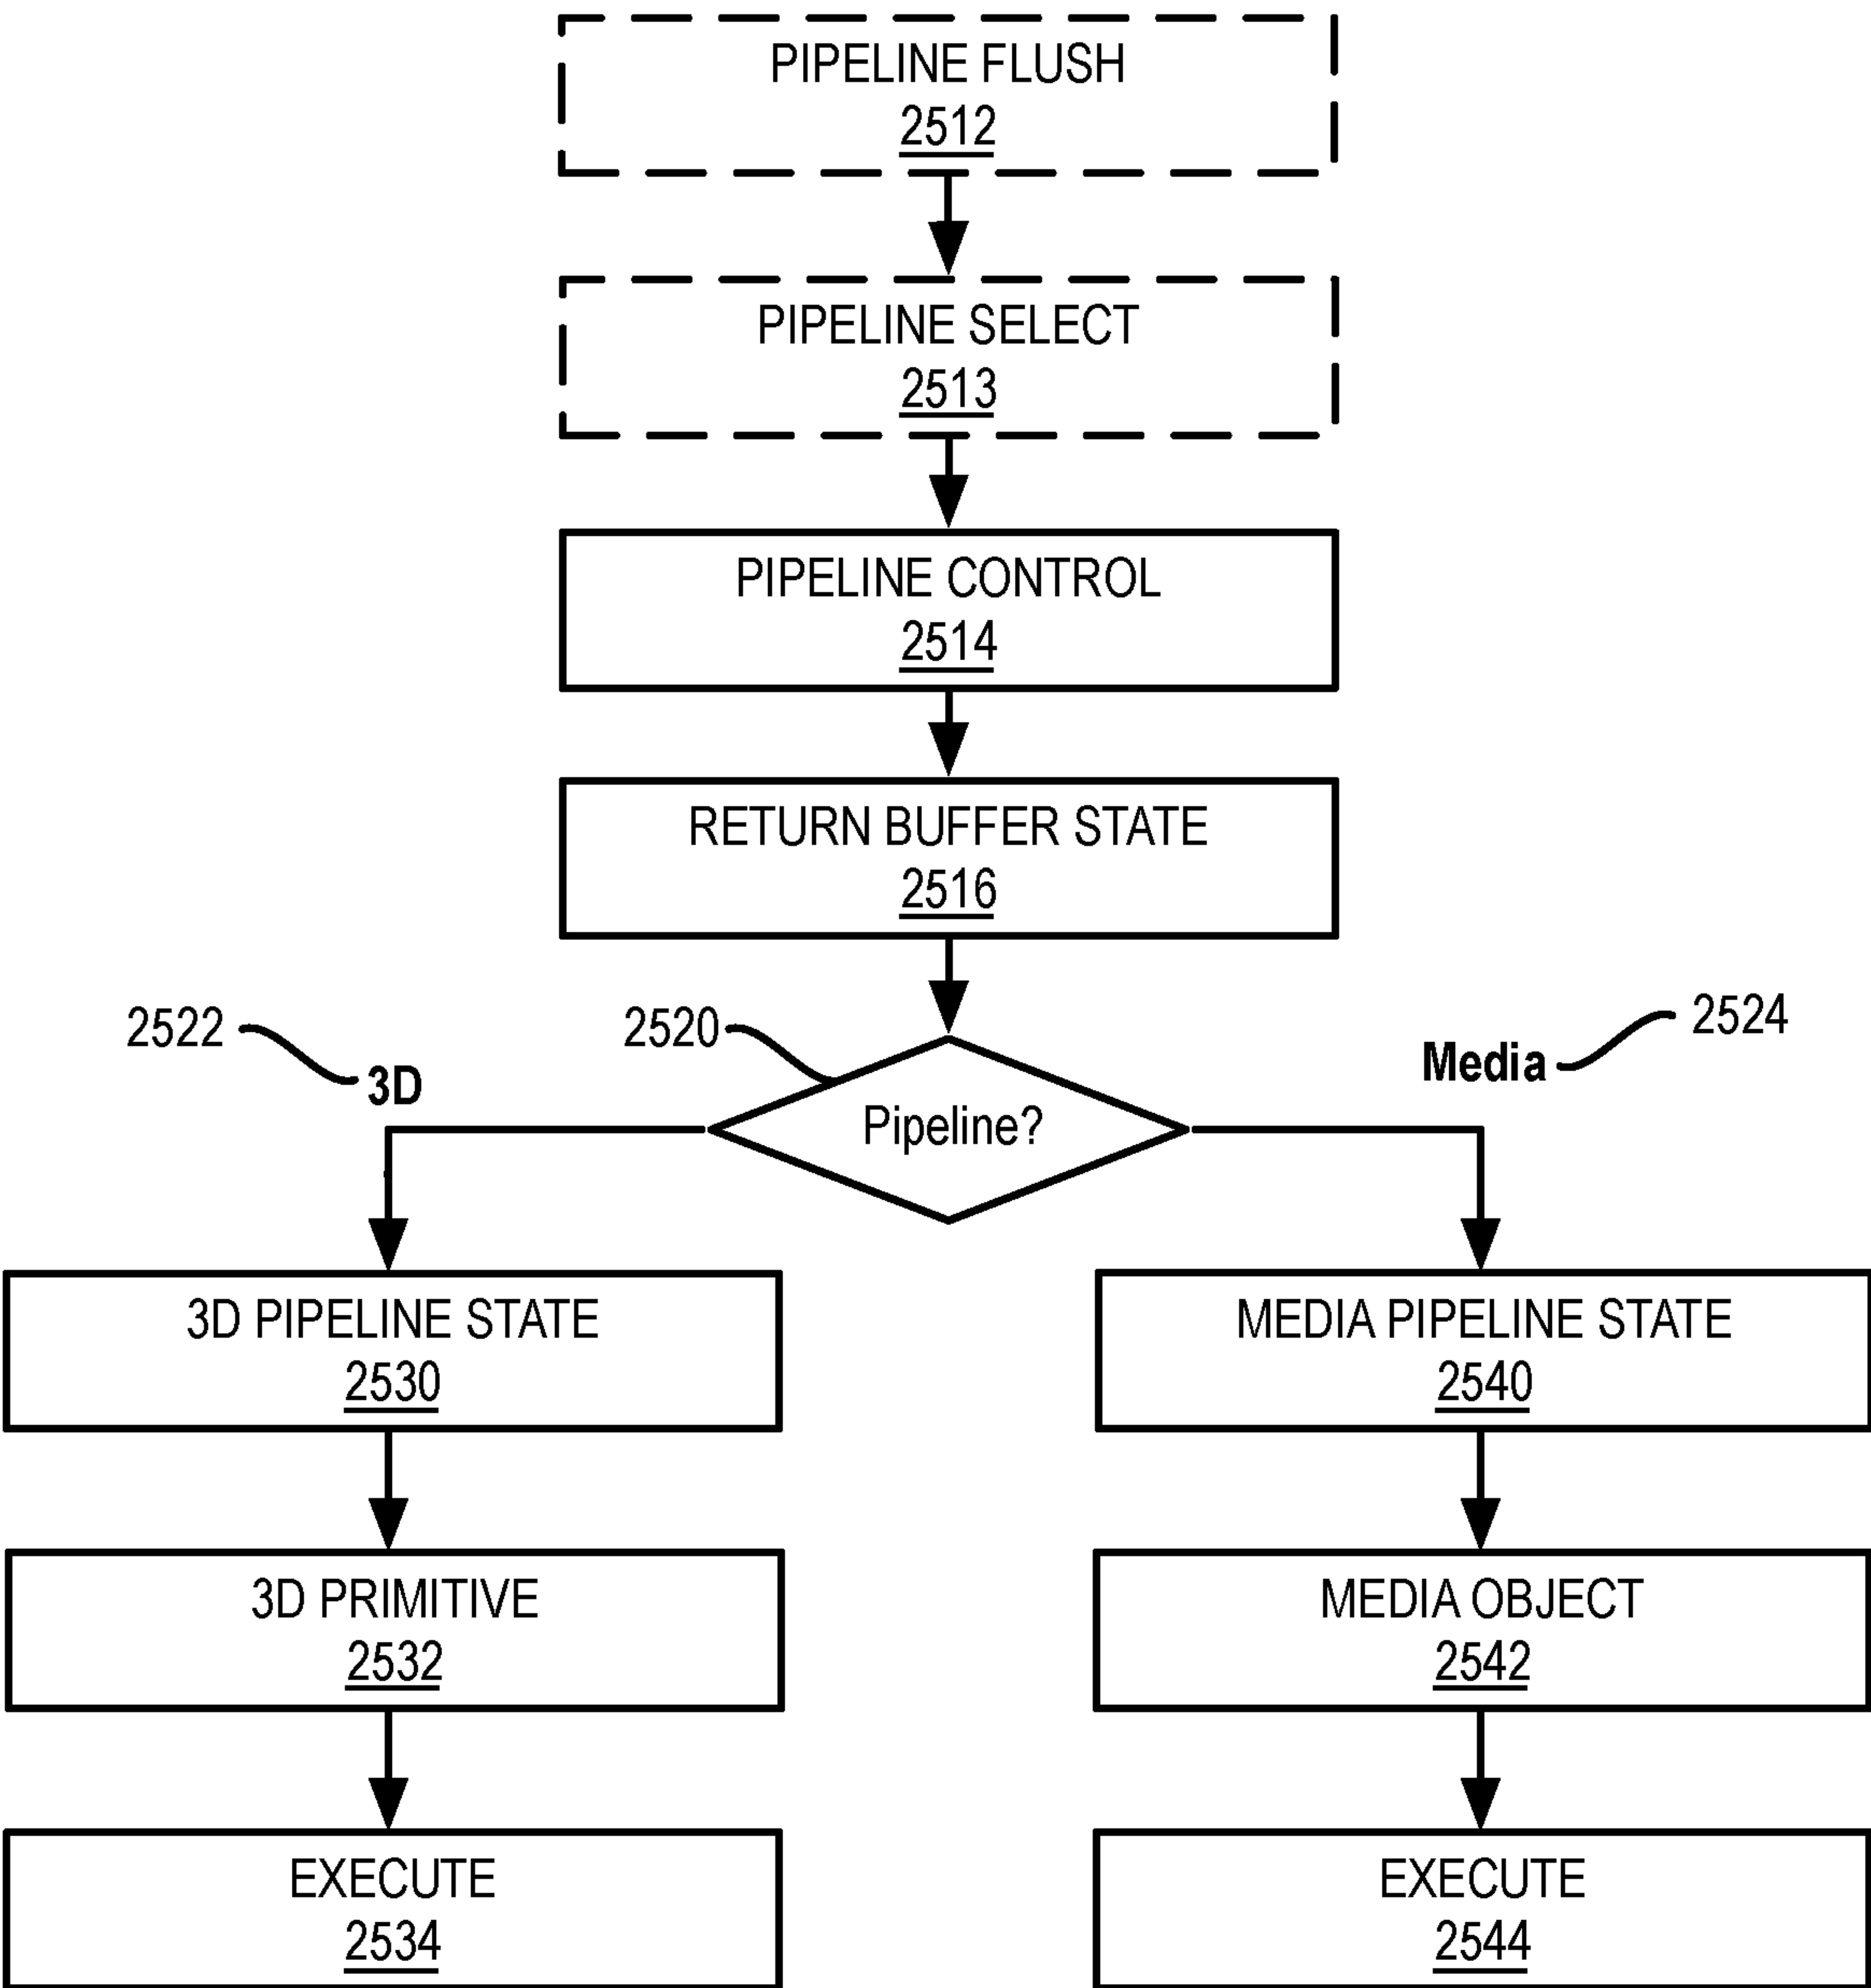 PIPELINE FLUSH
2512
PIPELINE SELECT
2513
PIPELINE CONTROL
2514
RETURN BUFFER STATE
2516
2522
3D
2520
Pipeline?
Media
2524
3D PIPELINE STATE
2530
MEDIA PIPELINE STATE
2540
3D PRIMITIVE
2532
MEDIA OBJECT
2542
EXECUTE
2534
EXECUTE
2544